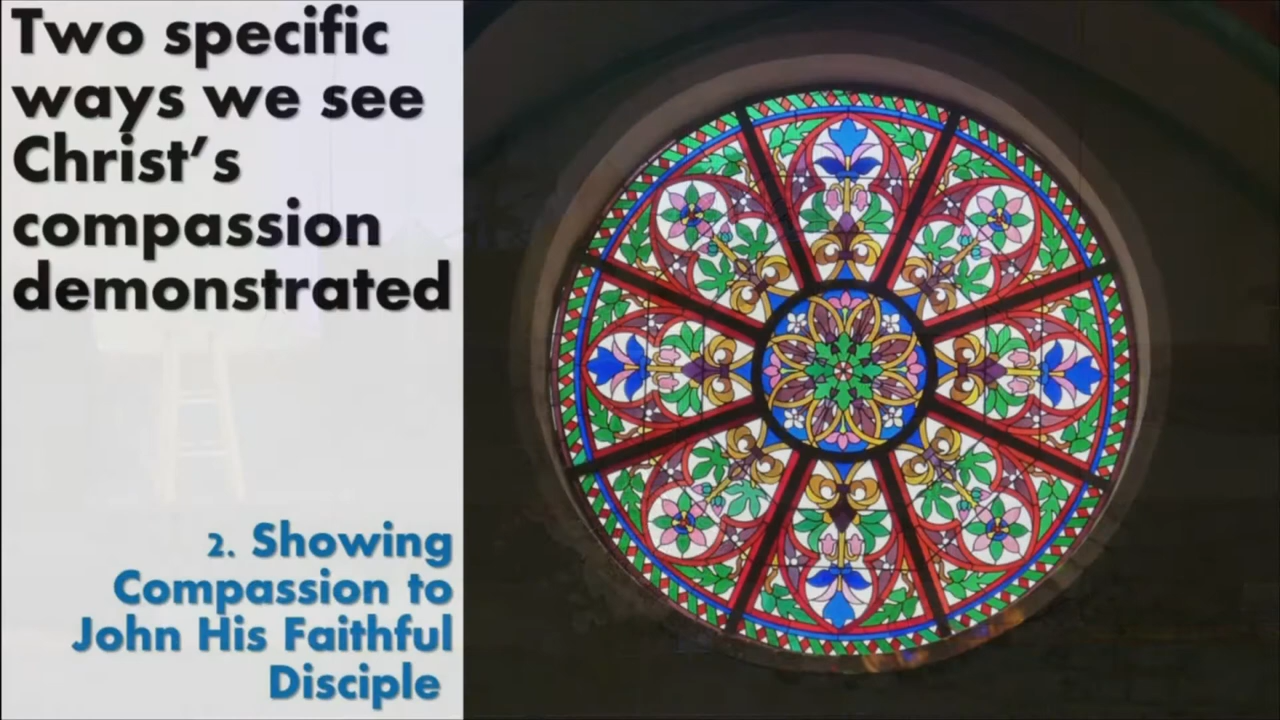 Two specific
ways we see
Christ's
compassion
demonstrated
2. Showing
Compassion to
John His Faithful
Disciple